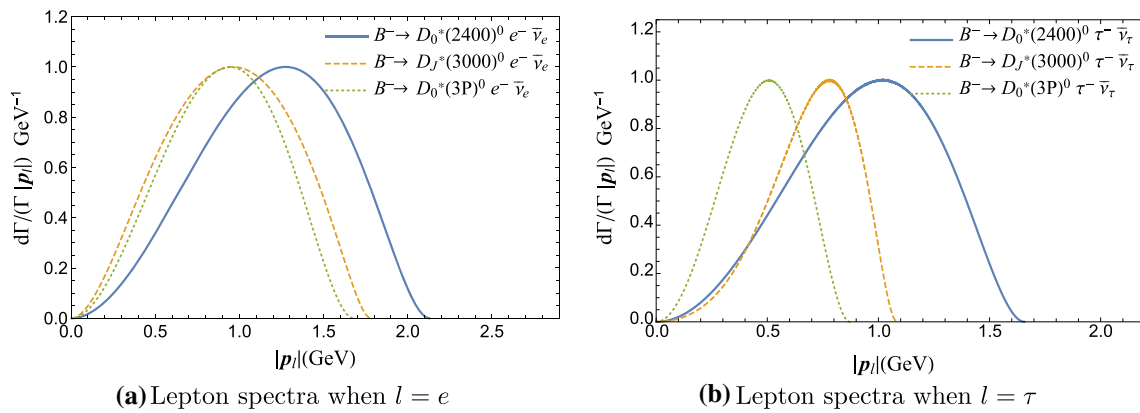 1.2
1.0
0.8
0.6
0.4
0.2
0.0
dΓ/(Γ |p_l|) GeV⁻¹
B⁻→ D₀*(2400)⁰ e⁻ ν̅ₑ
B⁻→ D_J*(3000)⁰ e⁻ ν̅ₑ
B⁻→ D₀*(3P)⁰ e⁻ ν̅ₑ
0.0 0.5 1.0 1.5 2.0 2.5
|p_l|(GeV)
(a) Lepton spectra when l = e
1.2
1.0
0.8
0.6
0.4
0.2
0.0
dΓ/(Γ |p_l|) GeV⁻¹
B⁻→ D₀*(2400)⁰ τ⁻ ν̅_τ
B⁻→ D_J*(3000)⁰ τ⁻ ν̅_τ
B⁻→ D₀*(3P)⁰ τ⁻ ν̅_τ
0.0 0.5 1.0 1.5 2.0
|p_l|(GeV)
(b) Lepton spectra when l = τ